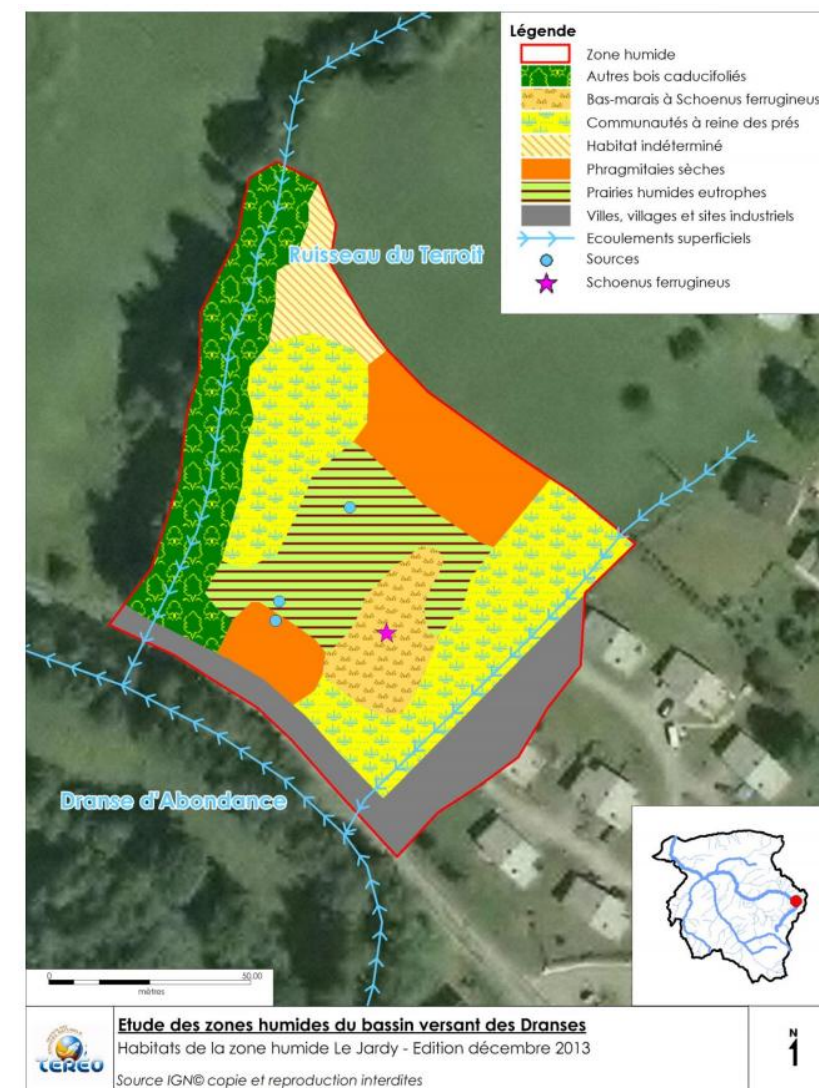 Légende
Zone humide
Autres bois caducifoliés
Bas-marais à Schoenus ferrugineus
Communautés à reine des prés
Habitat indéterminé
Phragmitaies sèches
Prairies humides eutrophes
Villes, villages et sites industriels
Ecoulements superficiels
Sources
Schoenus ferrugineus
Ruisseau du Terroit
Dranse d'Abondance
0 50,00
mètres
Etude des zones humides du bassin versant des Dranses
Habitats de la zone humide Le Jardy - Edition décembre 2013
Source IGN© copie et reproduction interdites
TEREO
N